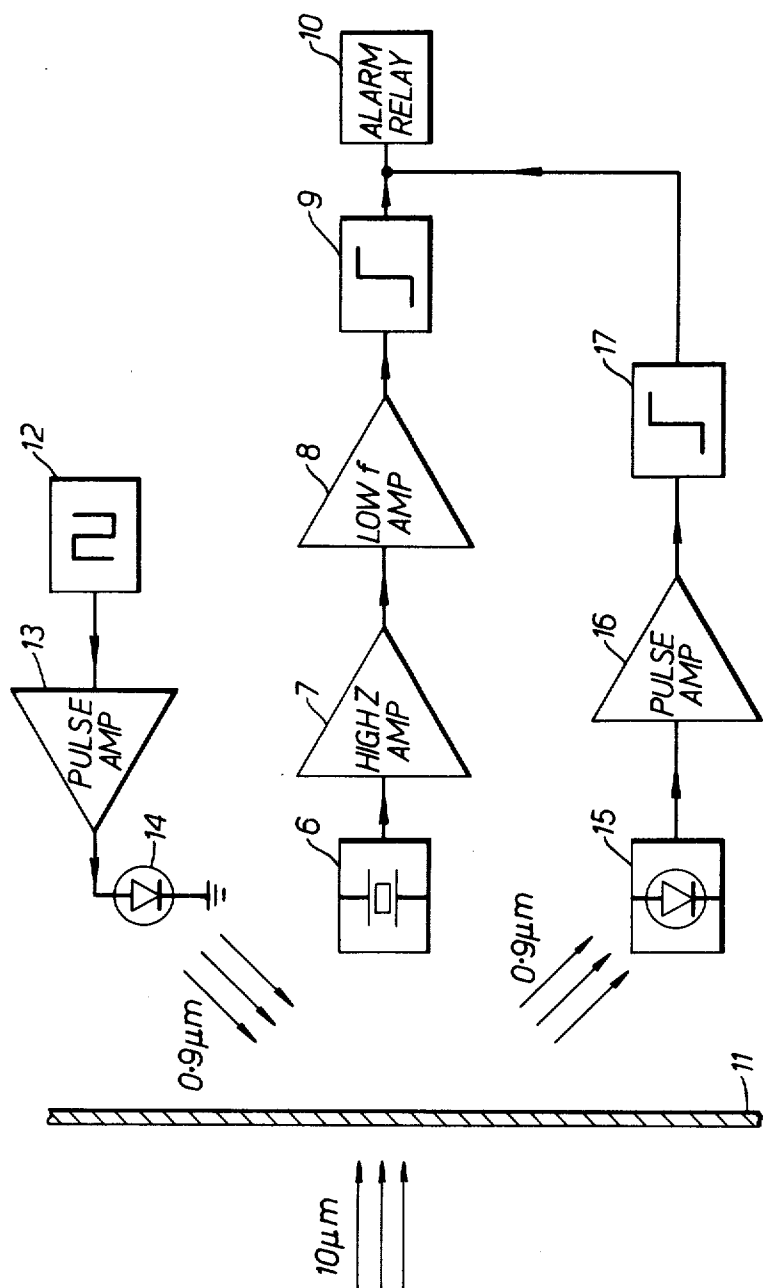 12
13
PULSE
AMP
14
0·9μm
10μm
11
6
7
HIGH Z
AMP
8
LOW f
AMP
9
10
ALARM
RELAY
0·9μm
15
16
PULSE
AMP
17